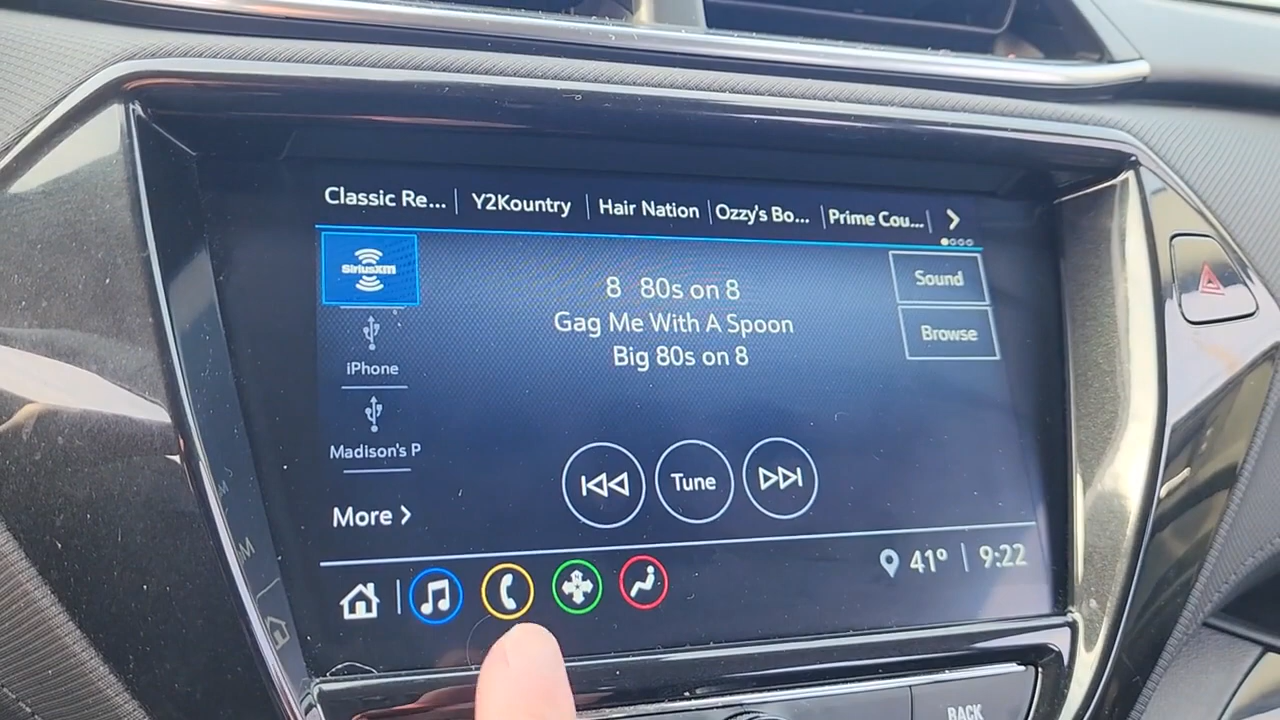 Classic Re... Y2Kountry Hair Nation Ozzy's Bo... Prime Cou...
SiriusXM
8 80s on 8
Gag Me With A Spoon
Big 80s on 8
Sound
Browse
iPhone
Madison's P
Tune
More
41° 9:22
BACK